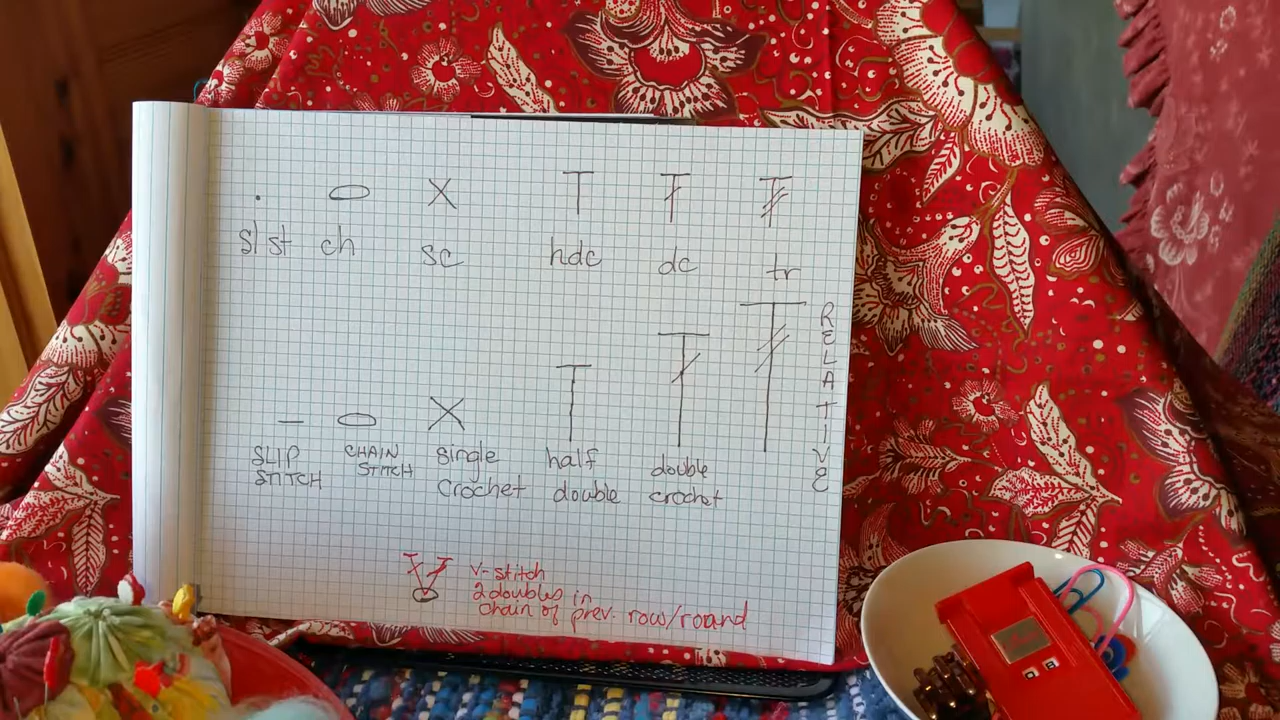 sl st ch sc hdc dc tr
RELATIVE
SLIP STITCH
CHAIN STITCH
single crochet
half double
double crochet
v-stitch
2 doubles in
chain of prev. row/round